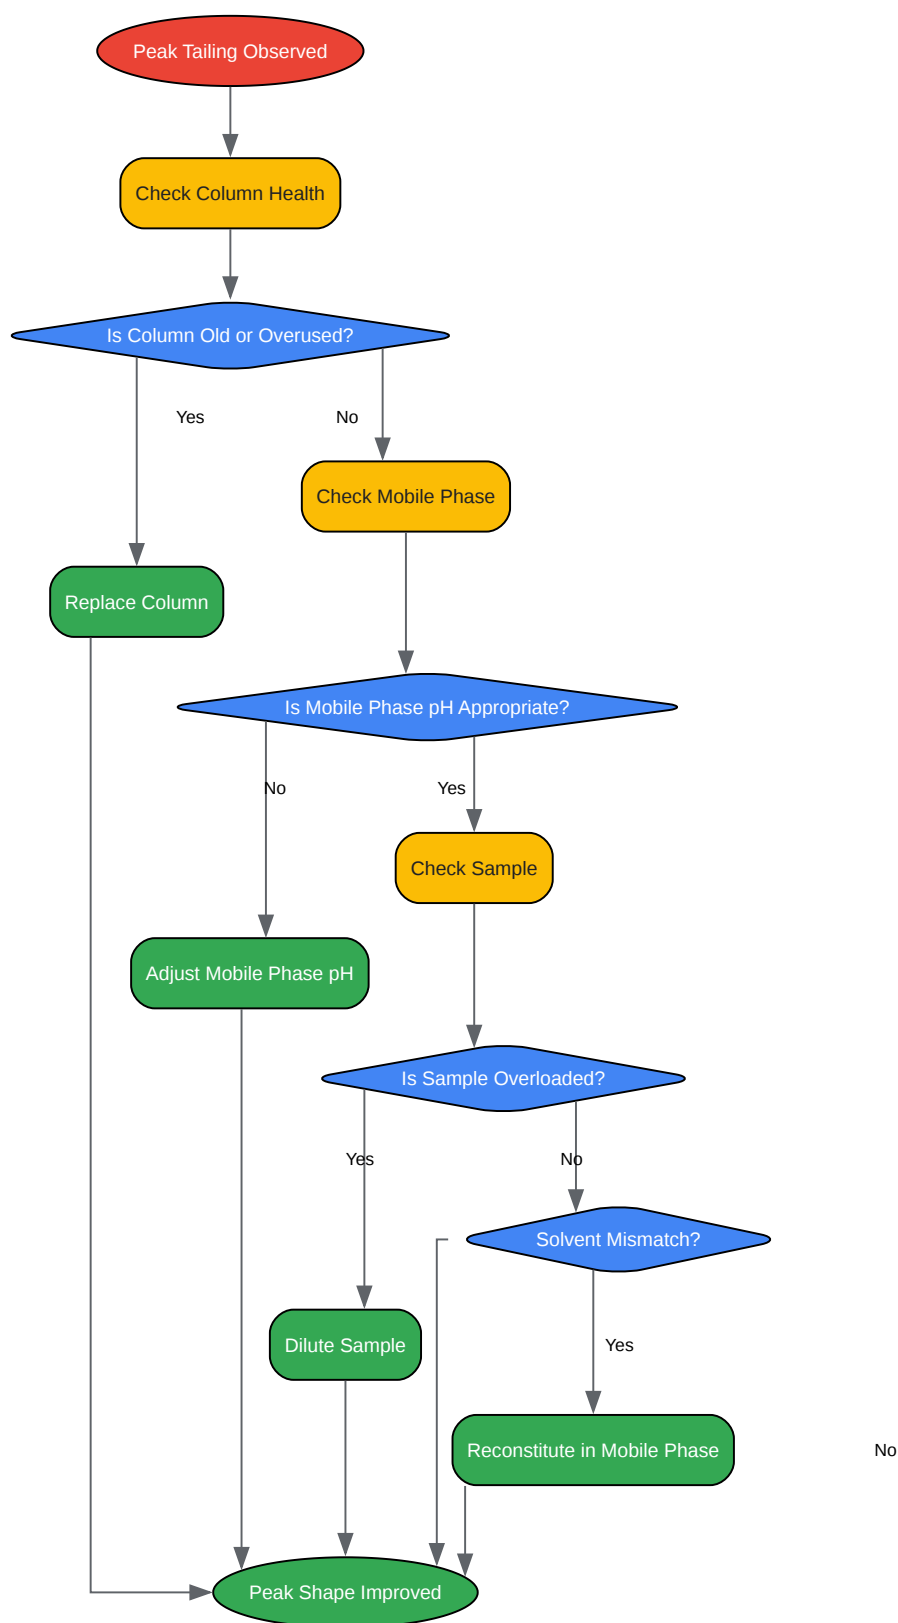 Peak Tailing Observed
Check Column Health
Is Column Old or Overused?
Yes
No
Check Mobile Phase
Replace Column
Is Mobile Phase pH Appropriate?
No
Yes
Check Sample
Adjust Mobile Phase pH
Is Sample Overloaded?
Yes
No
Solvent Mismatch?
Dilute Sample
Yes
Reconstitute in Mobile Phase
No
Peak Shape Improved